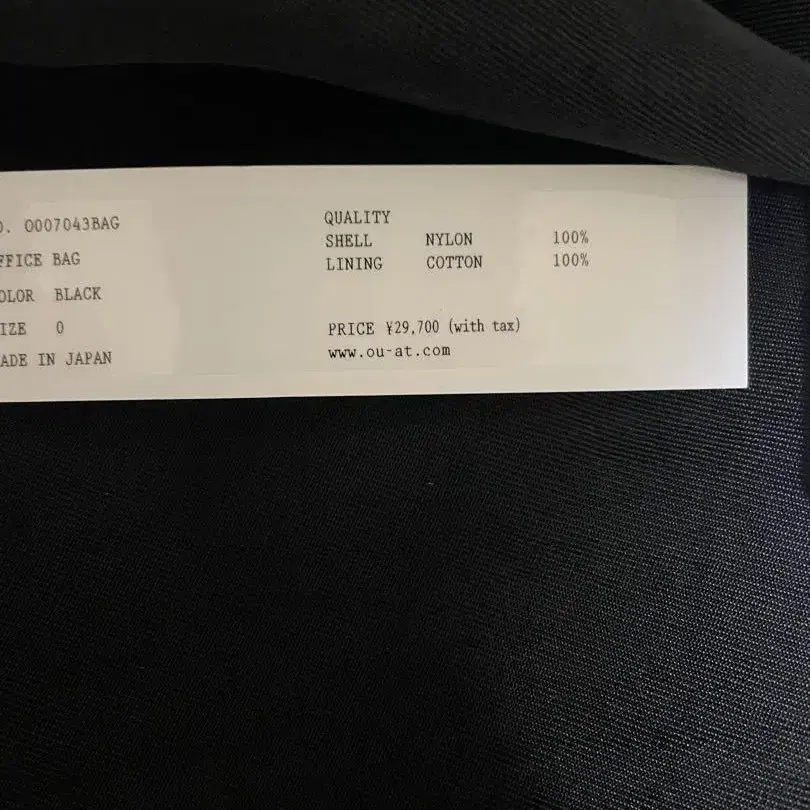 O. 0007043BAG
FFICE BAG
OLOR BLACK
IZE 0
ADE IN JAPAN
QUALITY
SHELL NYLON 100%
LINING COTTON 100%
PRICE ¥29,700 (with tax)
www.ou-at.com